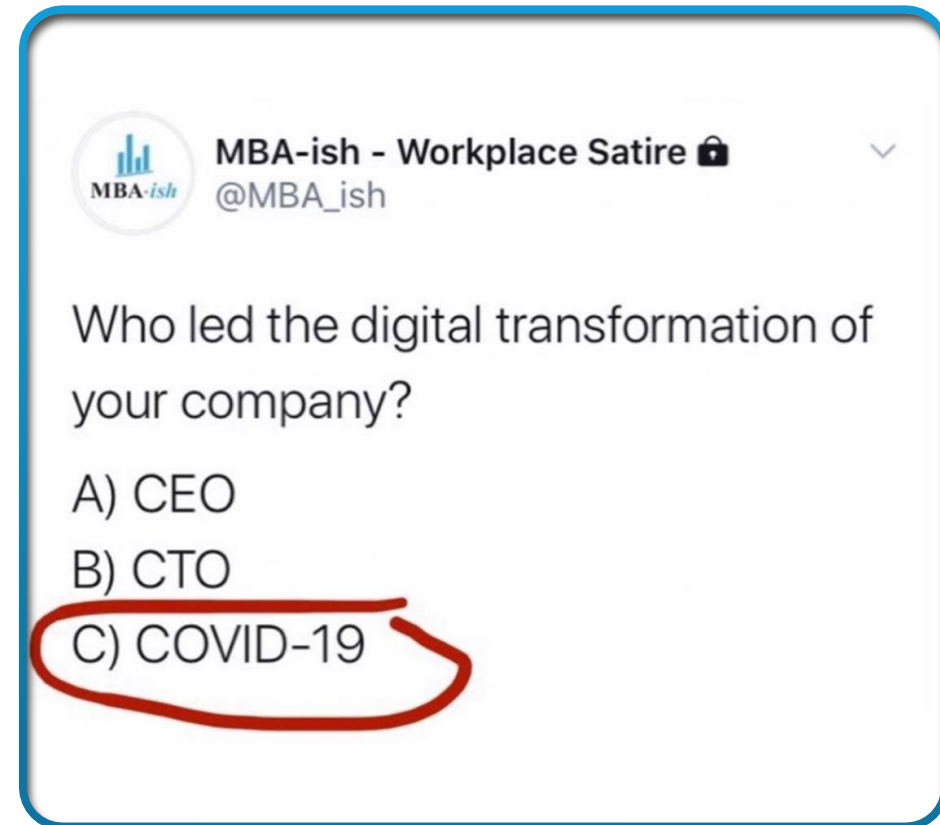 MBA-ish
MBA-ish - Workplace Satire
@MBA_ish
Who led the digital transformation of
your company?
A) CEO
B) CTO
C) COVID-19